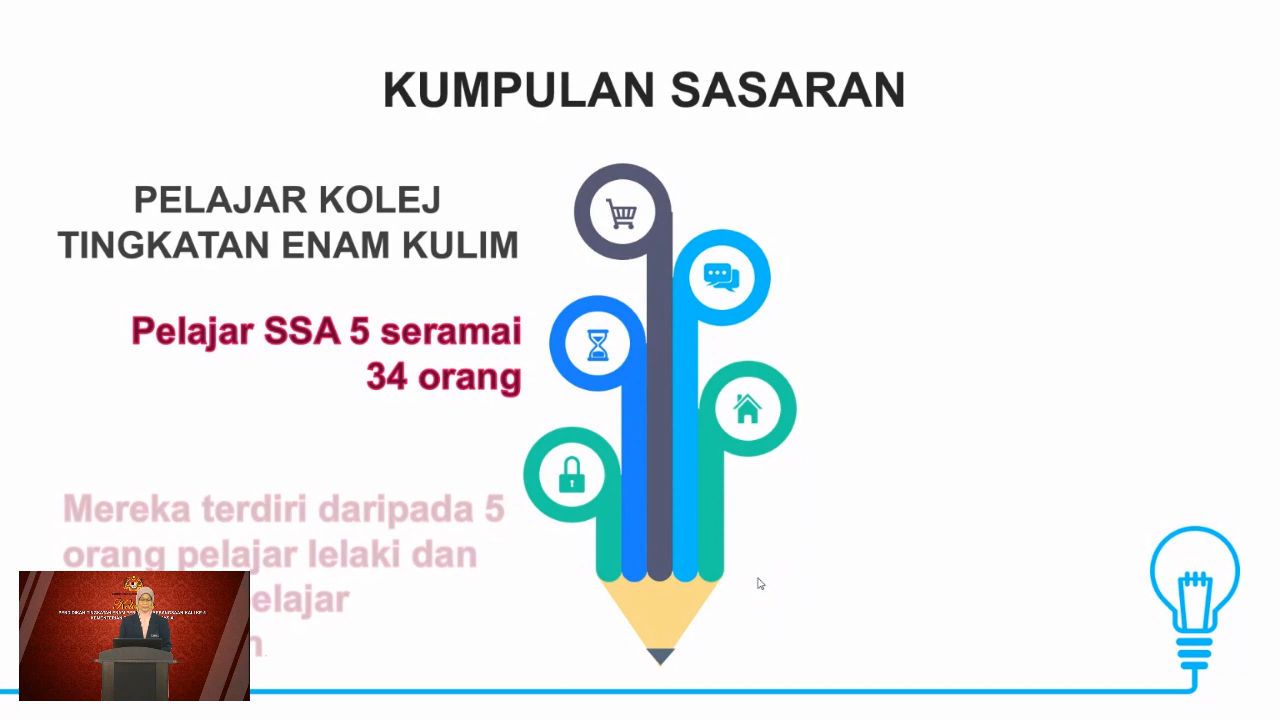 KUMPULAN SASARAN
PELAJAR KOLEJ
TINGKATAN ENAM KULIM
Pelajar SSA 5 seramai
34 orang
Mereka terdiri daripada 5
orang pelajar lelaki dan